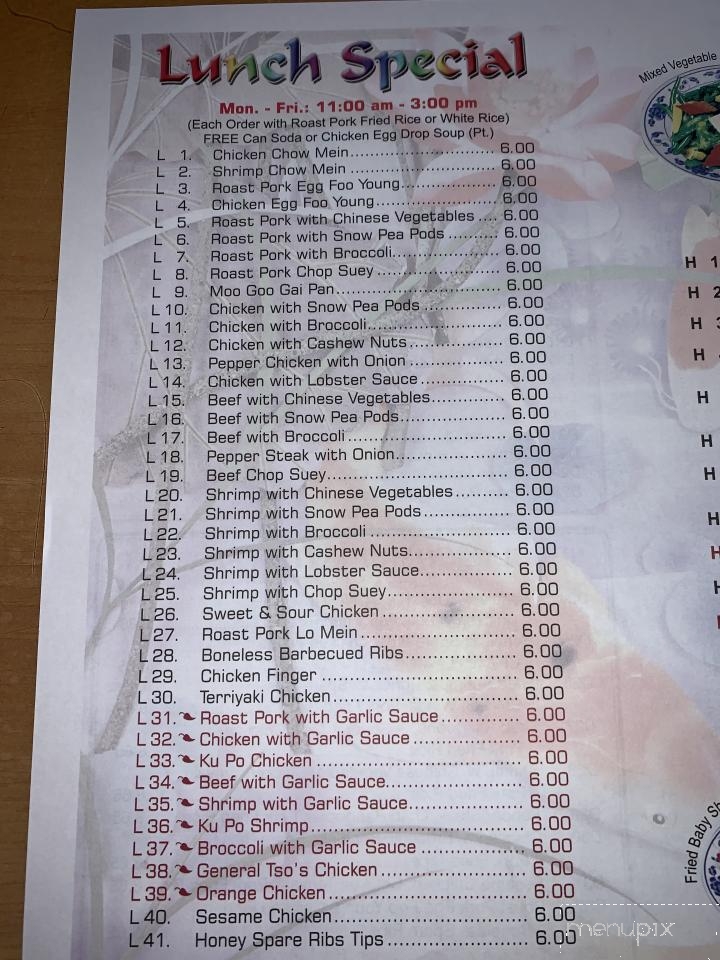 Lunch Special
Mon. - Fri.: 11:00 am - 3:00 pm
(Each Order with Roast Pork Fried Rice or White Rice)
FREE Can Soda or Chicken Egg Drop Soup (Pt.)
L 1. Chicken Chow Mein 6.00
L 2. Shrimp Chow Mein 6.00
L 3. Roast Pork Egg Foo Young 6.00
L 4. Chicken Egg Foo Young 6.00
L 5. Roast Pork with Chinese Vegetables 6.00
L 6. Roast Pork with Snow Pea Pods 6.00
L 7. Roast Pork with Broccoli 6.00
L 8. Roast Pork Chop Suey 6.00
L 9. Moo Goo Gai Pan 6.00
L 10. Chicken with Snow Pea Pods 6.00
L 11. Chicken with Broccoli 6.00
L 12. Chicken with Cashew Nuts 6.00
L 13. Pepper Chicken with Onion 6.00
L 14. Chicken with Lobster Sauce 6.00
L 15. Beef with Chinese Vegetables 6.00
L 16. Beef with Snow Pea Pods 6.00
L 17. Beef with Broccoli 6.00
L 18. Pepper Steak with Onion 6.00
L 19. Beef Chop Suey 6.00
L 20. Shrimp with Chinese Vegetables 6.00
L 21. Shrimp with Snow Pea Pods 6.00
L 22. Shrimp with Broccoli 6.00
L 23. Shrimp with Cashew Nuts 6.00
L 24. Shrimp with Lobster Sauce 6.00
L 25. Shrimp with Chop Suey 6.00
L 26. Sweet & Sour Chicken 6.00
L 27. Roast Pork Lo Mein 6.00
L 28. Boneless Barbecued Ribs 6.00
L 29. Chicken Finger 6.00
L 30. Terriyaki Chicken 6.00
L 31. Roast Pork with Garlic Sauce 6.00
L 32. Chicken with Garlic Sauce 6.00
L 33. Ku Po Chicken 6.00
L 34. Beef with Garlic Sauce 6.00
L 35. Shrimp with Garlic Sauce 6.00
L 36. Ku Po Shrimp 6.00
L 37. Broccoli with Garlic Sauce 6.00
L 38. General Tso's Chicken 6.00
L 39. Orange Chicken 6.00
L 40. Sesame Chicken 6.00
L 41. Honey Spare Ribs Tips 6.00
Mixed Vegetable
H 1
H 2
H 3
H
H
H
H
H
H
H
Fried Baby Sh
menupix